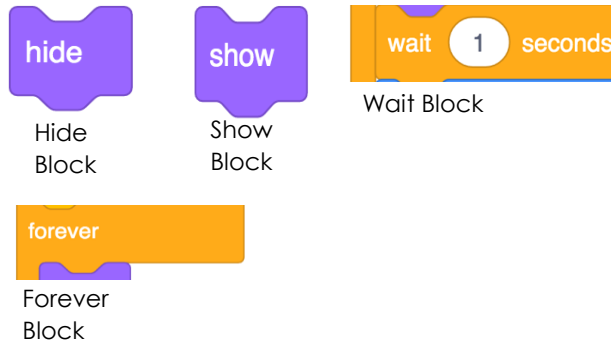 hide
show
wait 1 seconds
Hide
Block
Show
Block
Wait Block
forever
Forever
Block